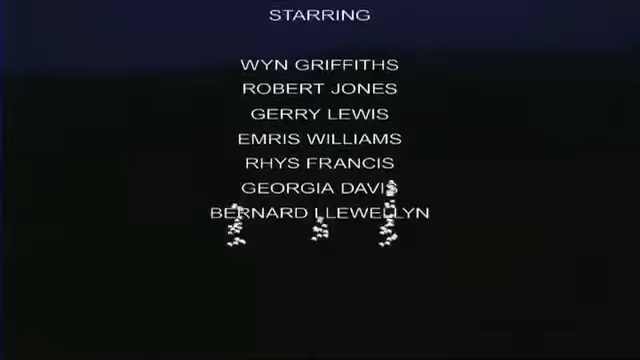 STARRING
WYN GRIFFITHS
ROBERT JONES
GERRY LEWIS
EMRIS WILLIAMS
RHYS FRANCIS
GEORGIA DAVIS
BERNARD LLEWELLYN